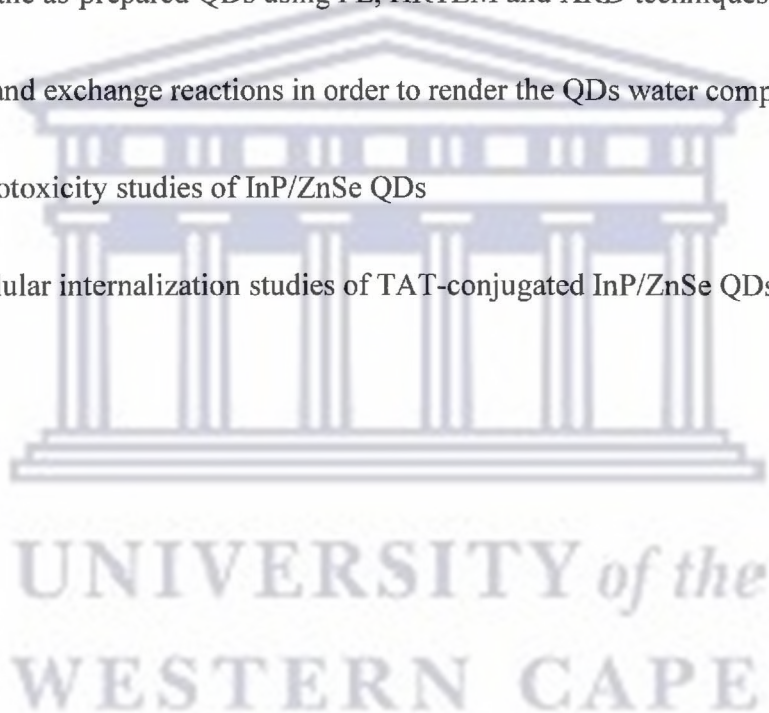 the as-prepared QDs using PL, HRTEM and XRD techniques
and exchange reactions in order to render the QDs water comp
otoxicity studies of InP/ZnSe QDs
lular internalization studies of TAT-conjugated InP/ZnSe QDs
UNIVERSITY of the
WESTERN CAPE